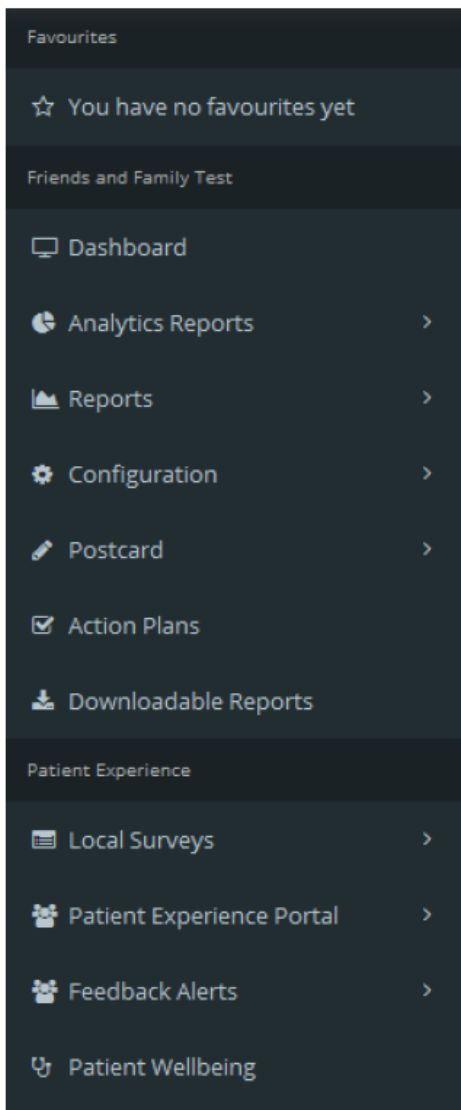 Favourites
You have no favourites yet
Friends and Family Test
Dashboard
Analytics Reports
Reports
Configuration
Postcard
Action Plans
Downloadable Reports
Patient Experience
Local Surveys
Patient Experience Portal
Feedback Alerts
Patient Wellbeing